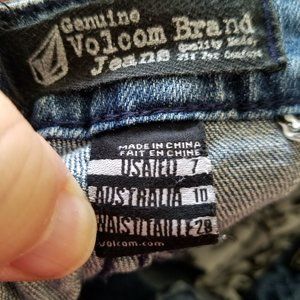 Genuine
Volcom Brand
Jeans
Quality Made
Fit For Comfort
MADE IN CHINA
FAIT EN CHINE
USA/EU 7
AUSTRALIA 10
WAIST/TAILLE 28
volcom.com